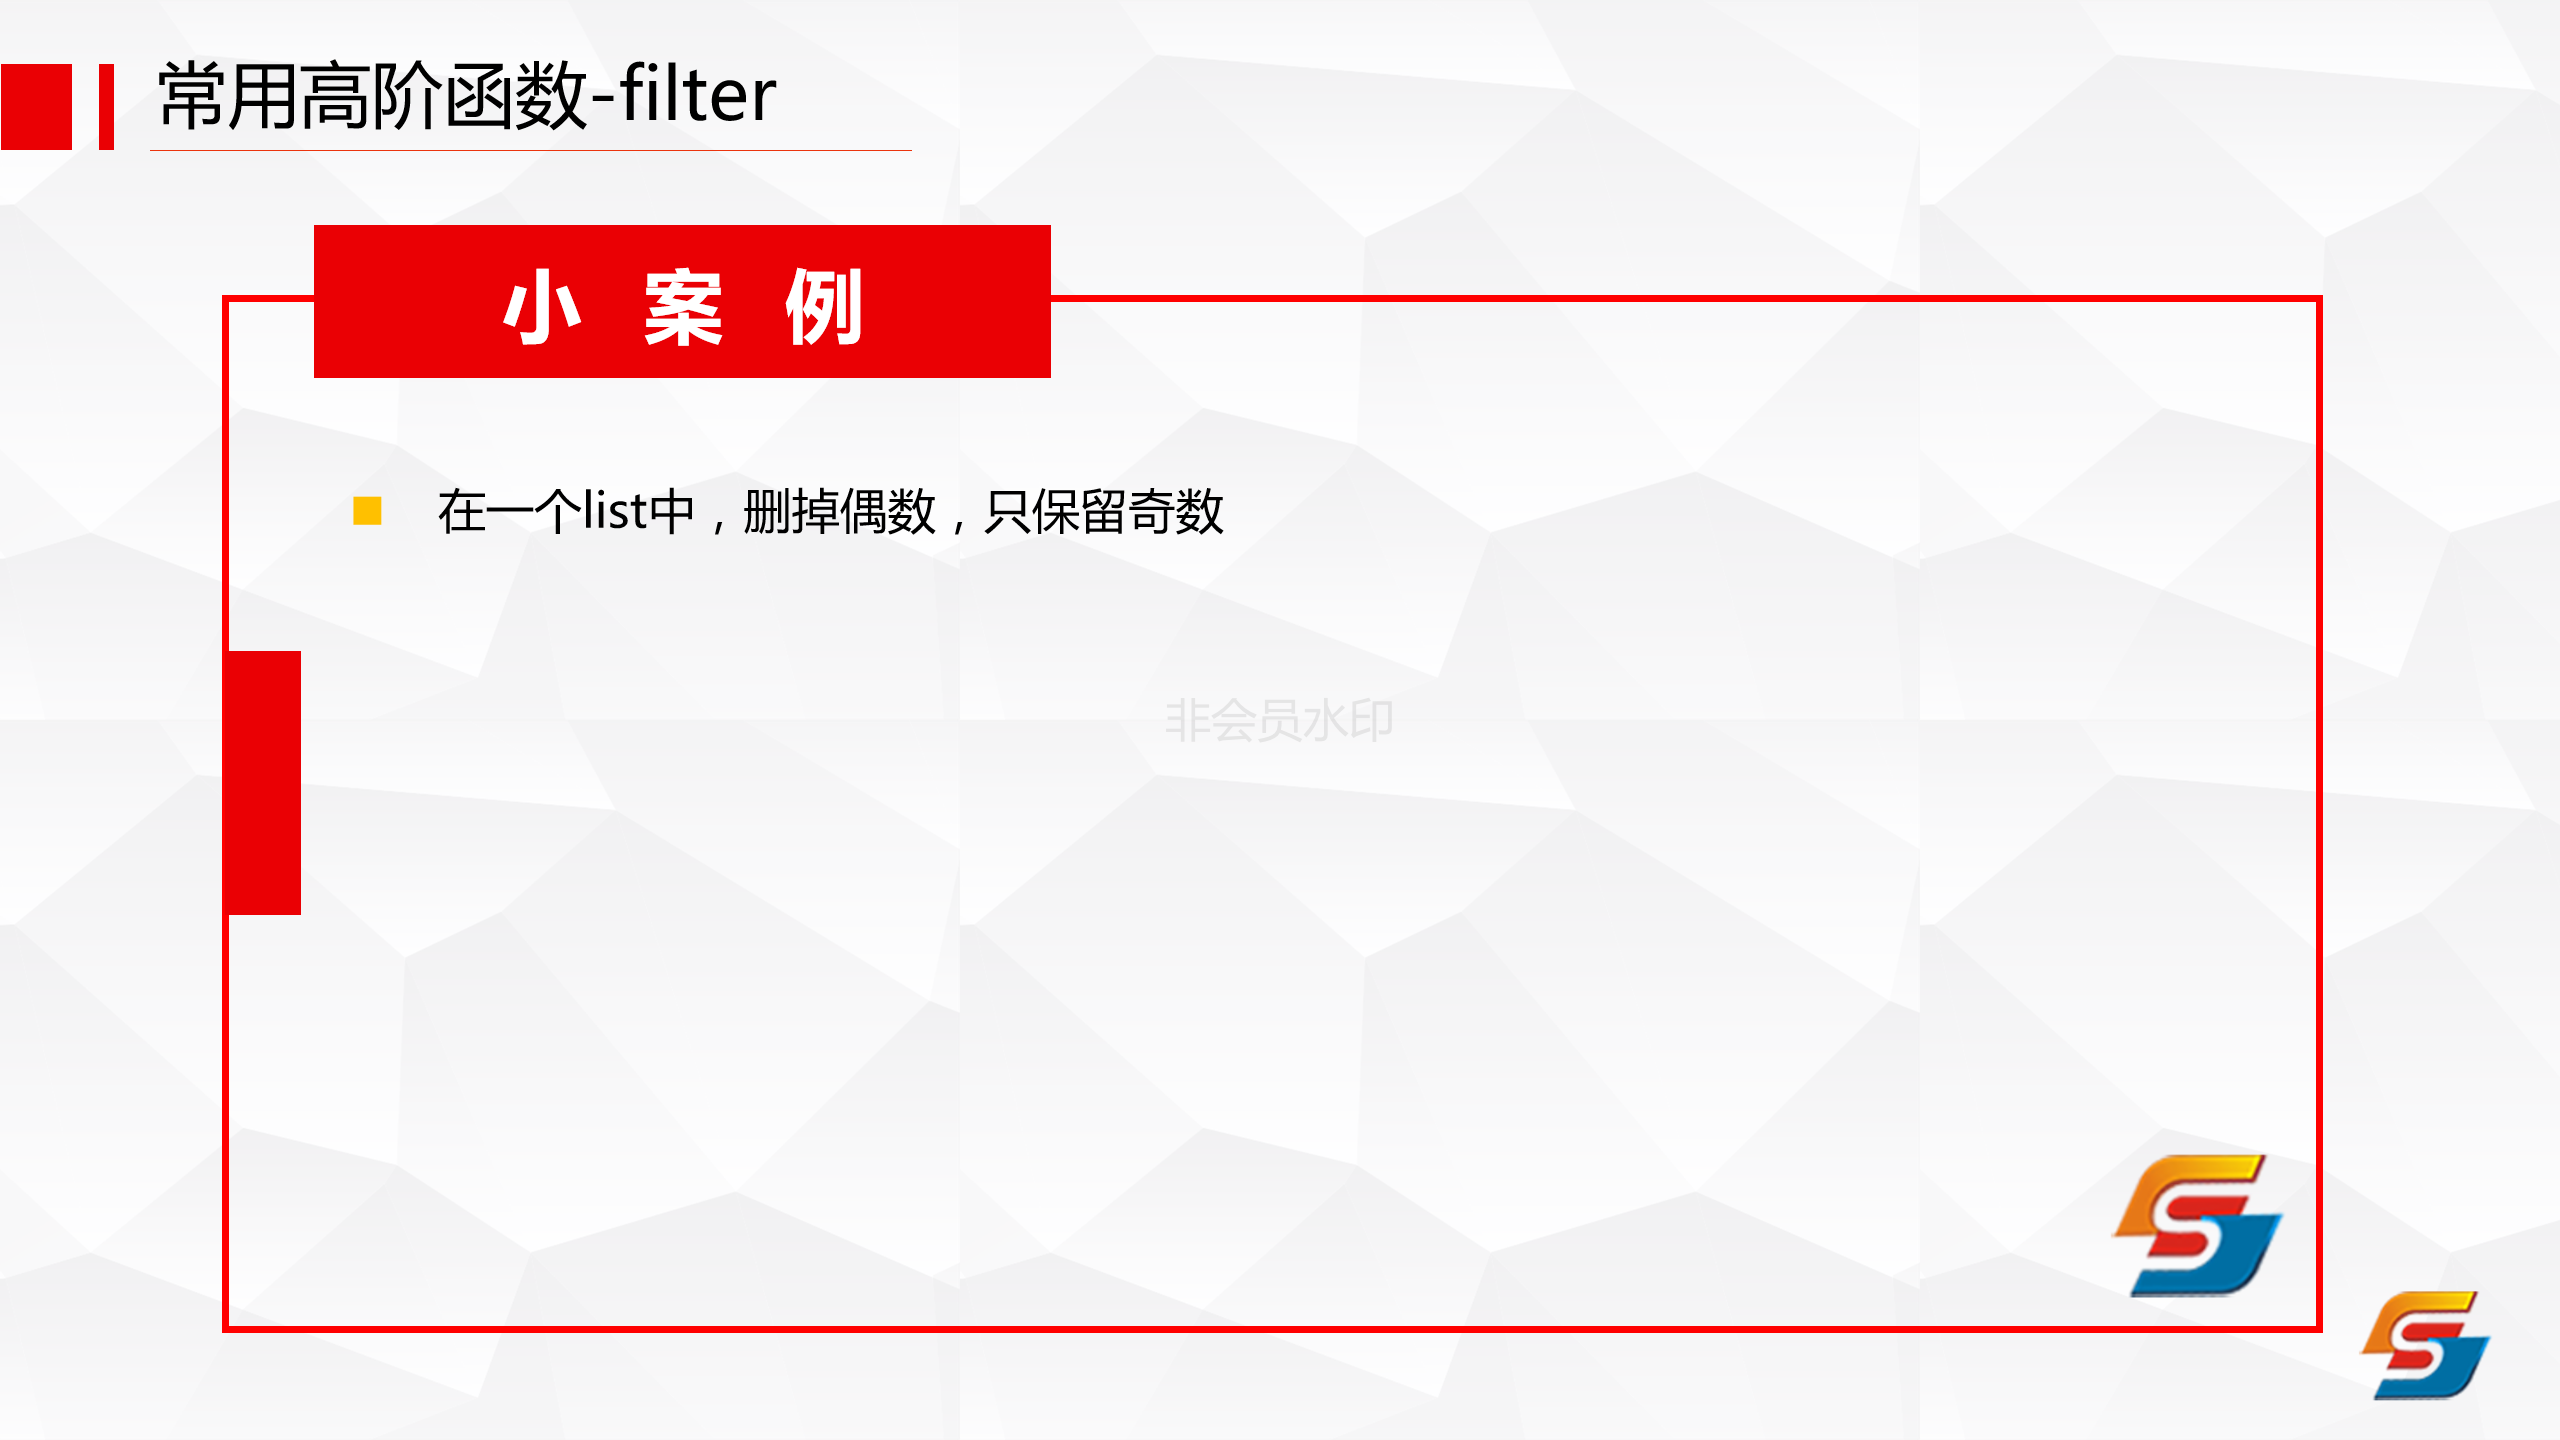 常用高阶函数-filter
小 案 例
在一个list中，删掉偶数，只保留奇数
非会员水印